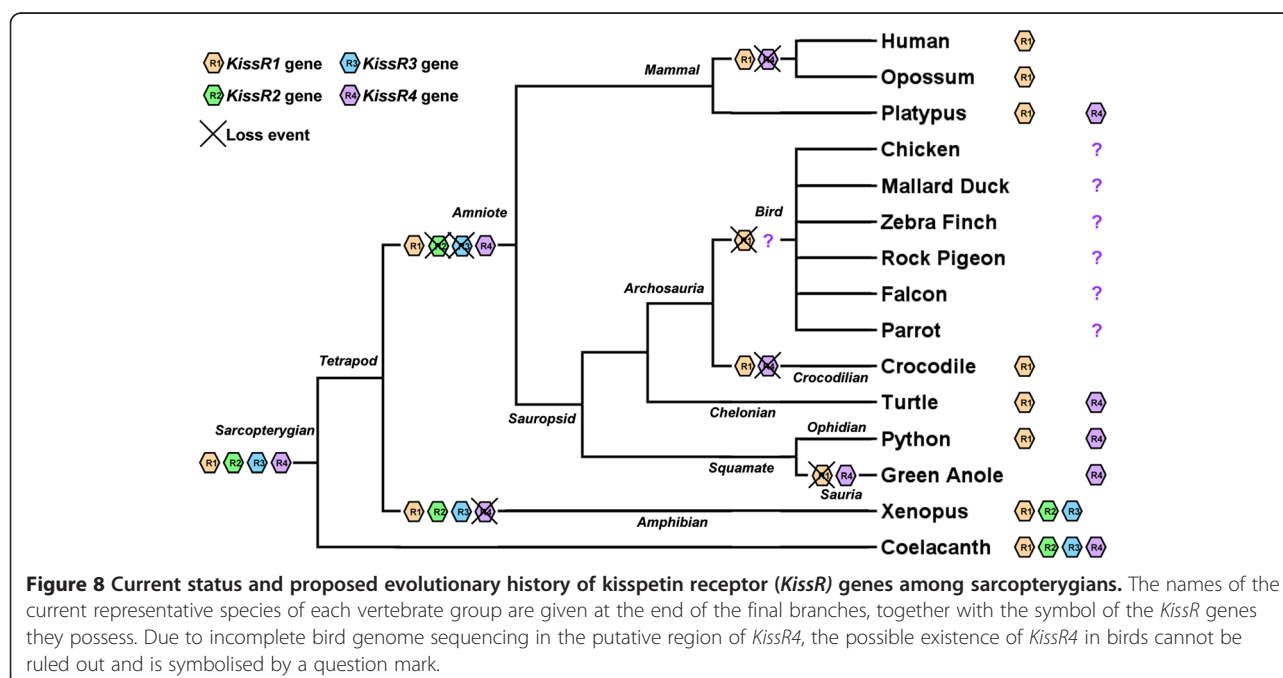 R1 KissR1 gene R3 KissR3 gene
R2 KissR2 gene R4 KissR4 gene
Loss event
Mammal
R1 R4
Human R1
Opossum R1
Platypus R1 R4
Chicken ?
Mallard Duck ?
Amniote
Bird
Zebra Finch ?
R1 R2 R3 R4
R1 ?
Rock Pigeon ?
Archosauria
Falcon ?
Parrot ?
Tetrapod
R1 R4
Crocodilian
Crocodile R1
Chelonian
Turtle R1 R4
Sauropsid
Ophidian
Python R1 R4
Sarcopterygian
R1 R2 R3 R4
Squamate
R1 R4
Sauria
Green Anole R4
R1 R2 R3 R4
Amphibian
Xenopus R1 R2 R3
Coelacanth R1 R2 R3 R4
Figure 8 Current status and proposed evolutionary history of kisspetin receptor (KissR) genes among sarcopterygians. The names of the
current representative species of each vertebrate group are given at the end of the final branches, together with the symbol of the KissR genes
they possess. Due to incomplete bird genome sequencing in the putative region of KissR4, the possible existence of KissR4 in birds cannot be
ruled out and is symbolised by a question mark.